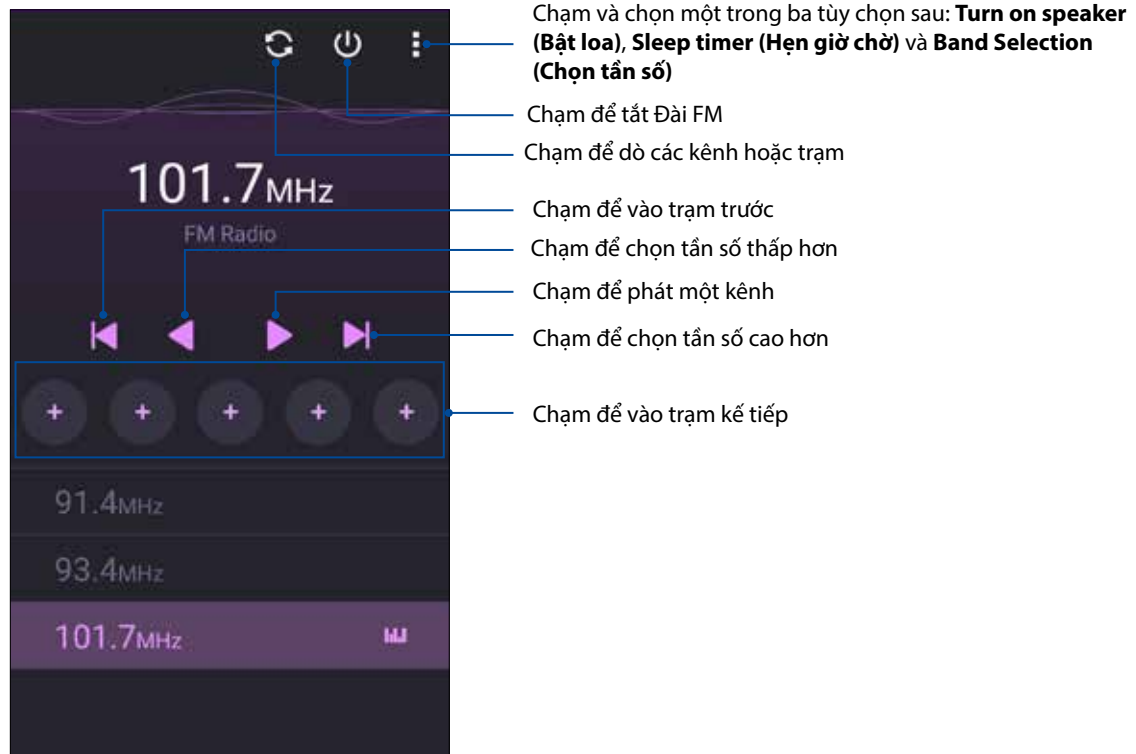 Chạm và chọn một trong ba tùy chọn sau: Turn on speaker
(Bật loa), Sleep timer (Hẹn giờ chờ) và Band Selection
(Chọn tần số)
Chạm để tắt Đài FM
Chạm để dò các kênh hoặc trạm
101.7MHz
FM Radio
Chạm để vào trạm trước
Chạm để chọn tần số thấp hơn
Chạm để phát một kênh
Chạm để chọn tần số cao hơn
+ + + + +
Chạm để vào trạm kế tiếp
91.4MHz
93.4MHz
101.7MHz